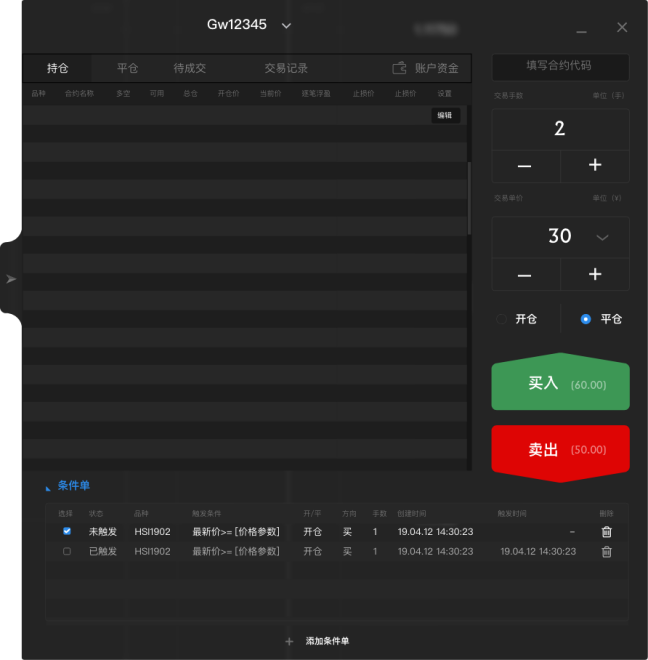 Gw12345
持仓 平仓 待成交 交易记录 账户资金
填写合约代码
品种 合约名称 多空 可用 总仓 开仓价 当前价 逐笔浮盈 止损价 止损价 设置
交易手数 单位（手）
编辑
2
交易单价 单位（¥）
30
开仓 平仓
买入 (60.00)
卖出 (50.00)
条件单
选择 状态 品种 触发条件 开/平 方向 手数 创建时间 触发时间 删除
未触发 HSI1902 最新价>= [价格参数] 开仓 买 1 19.04.12 14:30:23 –
已触发 HSI1902 最新价>= [价格参数] 开仓 买 1 19.04.12 14:30:23 19.04.12 14:30:23
+ 添加条件单